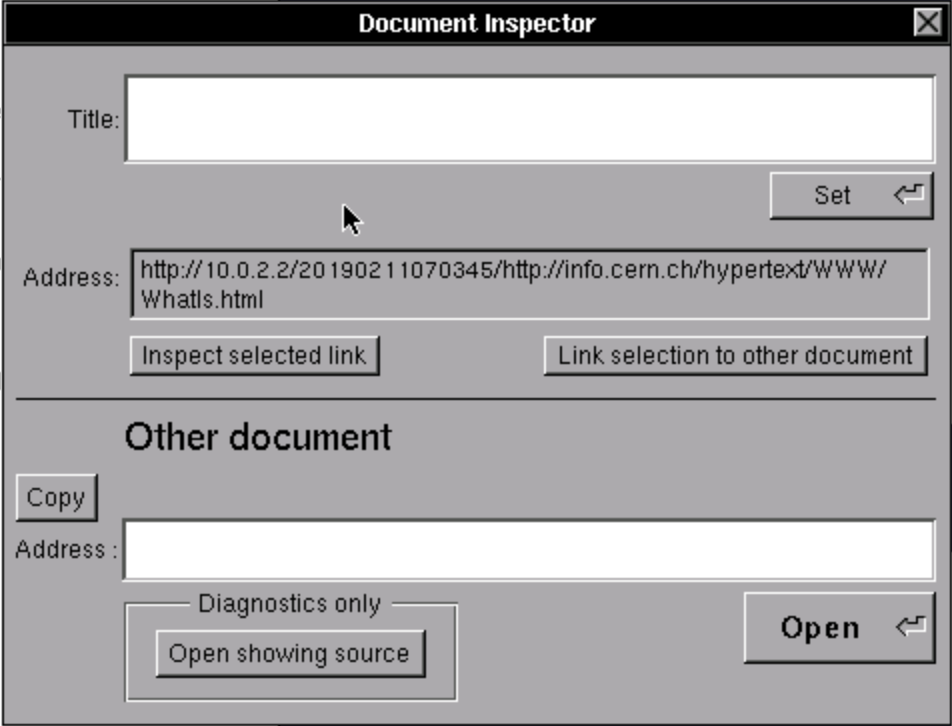 Document Inspector
Title:
Set
Address:
http://10.0.2.2/20190211070345/http://info.cern.ch/hypertext/WWW/
WhatIs.html
Inspect selected link
Link selection to other document
Other document
Copy
Address :
Diagnostics only
Open showing source
Open